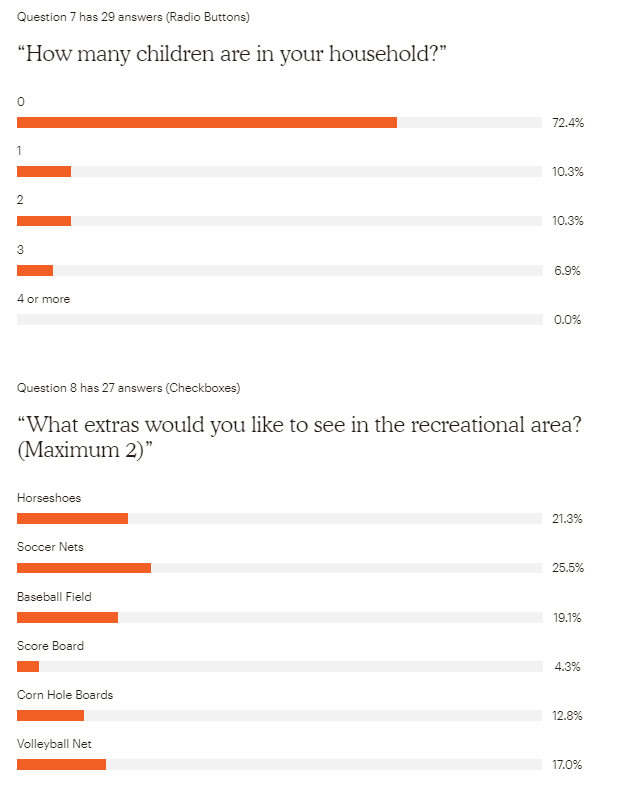 Question 7 has 29 answers (Radio Buttons)
“How many children are in your household?”
0
72.4%
1
10.3%
2
10.3%
3
6.9%
4 or more
0.0%
Question 8 has 27 answers (Checkboxes)
“What extras would you like to see in the recreational area?
(Maximum 2)”
Horseshoes
21.3%
Soccer Nets
25.5%
Baseball Field
19.1%
Score Board
4.3%
Corn Hole Boards
12.8%
Volleyball Net
17.0%